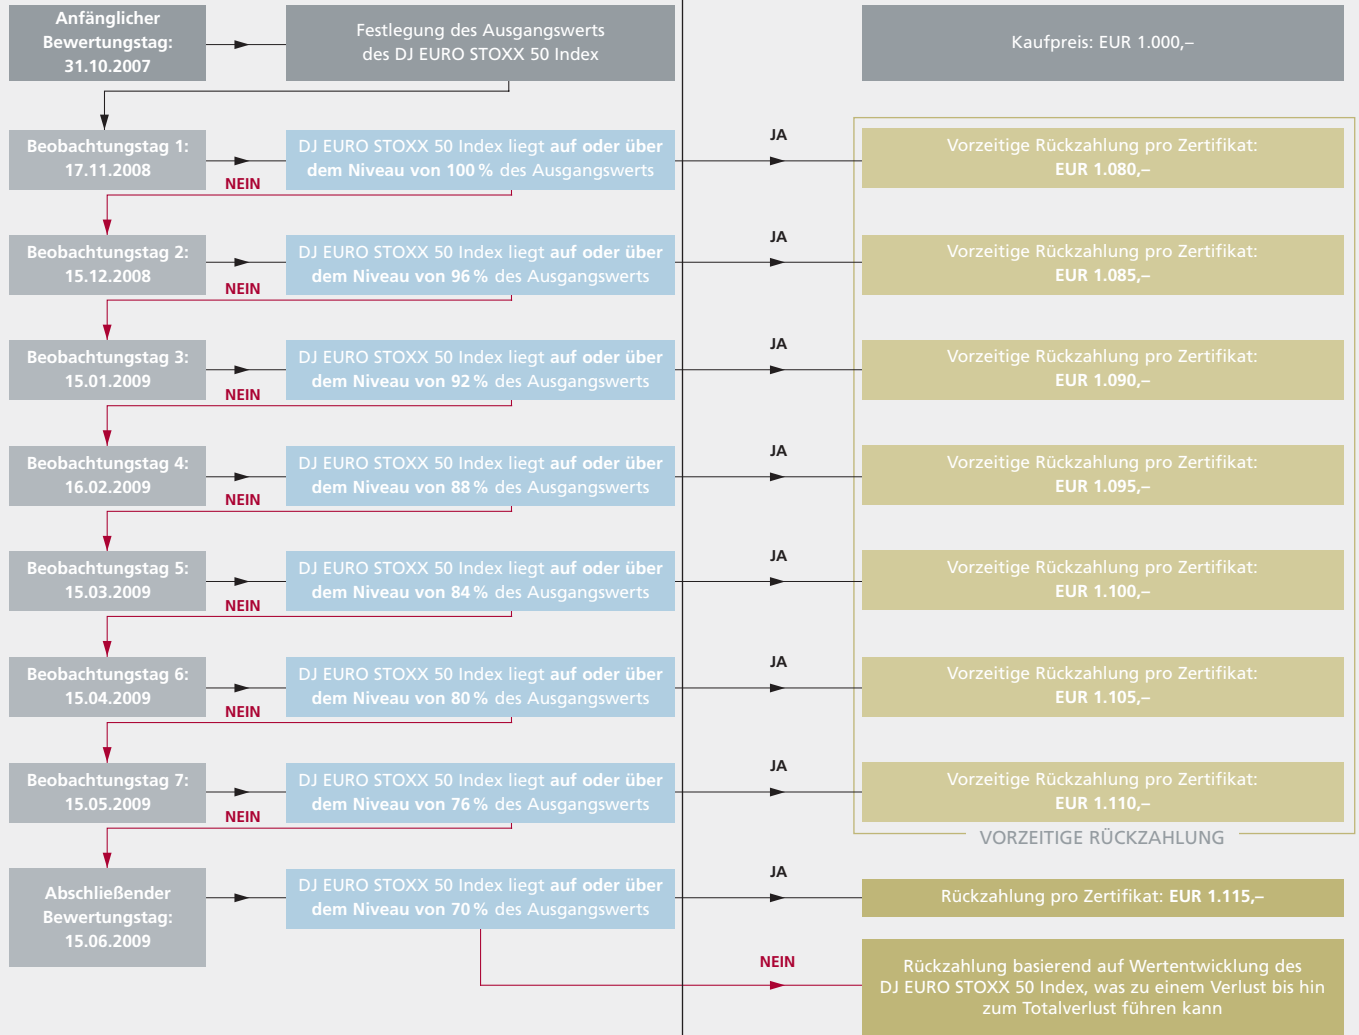 Anfänglicher
Bewertungstag:
31.10.2007
Festlegung des Ausgangswerts
des DJ EURO STOXX 50 Index
Kaufpreis: EUR 1.000,–
Beobachtungstag 1:
17.11.2008
DJ EURO STOXX 50 Index liegt auf oder über
dem Niveau von 100 % des Ausgangswerts
JA
Vorzeitige Rückzahlung pro Zertifikat:
EUR 1.080,–
NEIN
Beobachtungstag 2:
15.12.2008
DJ EURO STOXX 50 Index liegt auf oder über
dem Niveau von 96 % des Ausgangswerts
JA
Vorzeitige Rückzahlung pro Zertifikat:
EUR 1.085,–
NEIN
Beobachtungstag 3:
15.01.2009
DJ EURO STOXX 50 Index liegt auf oder über
dem Niveau von 92 % des Ausgangswerts
JA
Vorzeitige Rückzahlung pro Zertifikat:
EUR 1.090,–
NEIN
Beobachtungstag 4:
16.02.2009
DJ EURO STOXX 50 Index liegt auf oder über
dem Niveau von 88 % des Ausgangswerts
JA
Vorzeitige Rückzahlung pro Zertifikat:
EUR 1.095,–
NEIN
Beobachtungstag 5:
15.03.2009
DJ EURO STOXX 50 Index liegt auf oder über
dem Niveau von 84 % des Ausgangswerts
JA
Vorzeitige Rückzahlung pro Zertifikat:
EUR 1.100,–
NEIN
Beobachtungstag 6:
15.04.2009
DJ EURO STOXX 50 Index liegt auf oder über
dem Niveau von 80 % des Ausgangswerts
JA
Vorzeitige Rückzahlung pro Zertifikat:
EUR 1.105,–
NEIN
Beobachtungstag 7:
15.05.2009
DJ EURO STOXX 50 Index liegt auf oder über
dem Niveau von 76 % des Ausgangswerts
JA
Vorzeitige Rückzahlung pro Zertifikat:
EUR 1.110,–
NEIN
VORZEITIGE RÜCKZAHLUNG
Abschließender
Bewertungstag:
15.06.2009
DJ EURO STOXX 50 Index liegt auf oder über
dem Niveau von 70 % des Ausgangswerts
JA
Rückzahlung pro Zertifikat: EUR 1.115,–
NEIN
Rückzahlung basierend auf Wertentwicklung des
DJ EURO STOXX 50 Index, was zu einem Verlust bis hin
zum Totalverlust führen kann